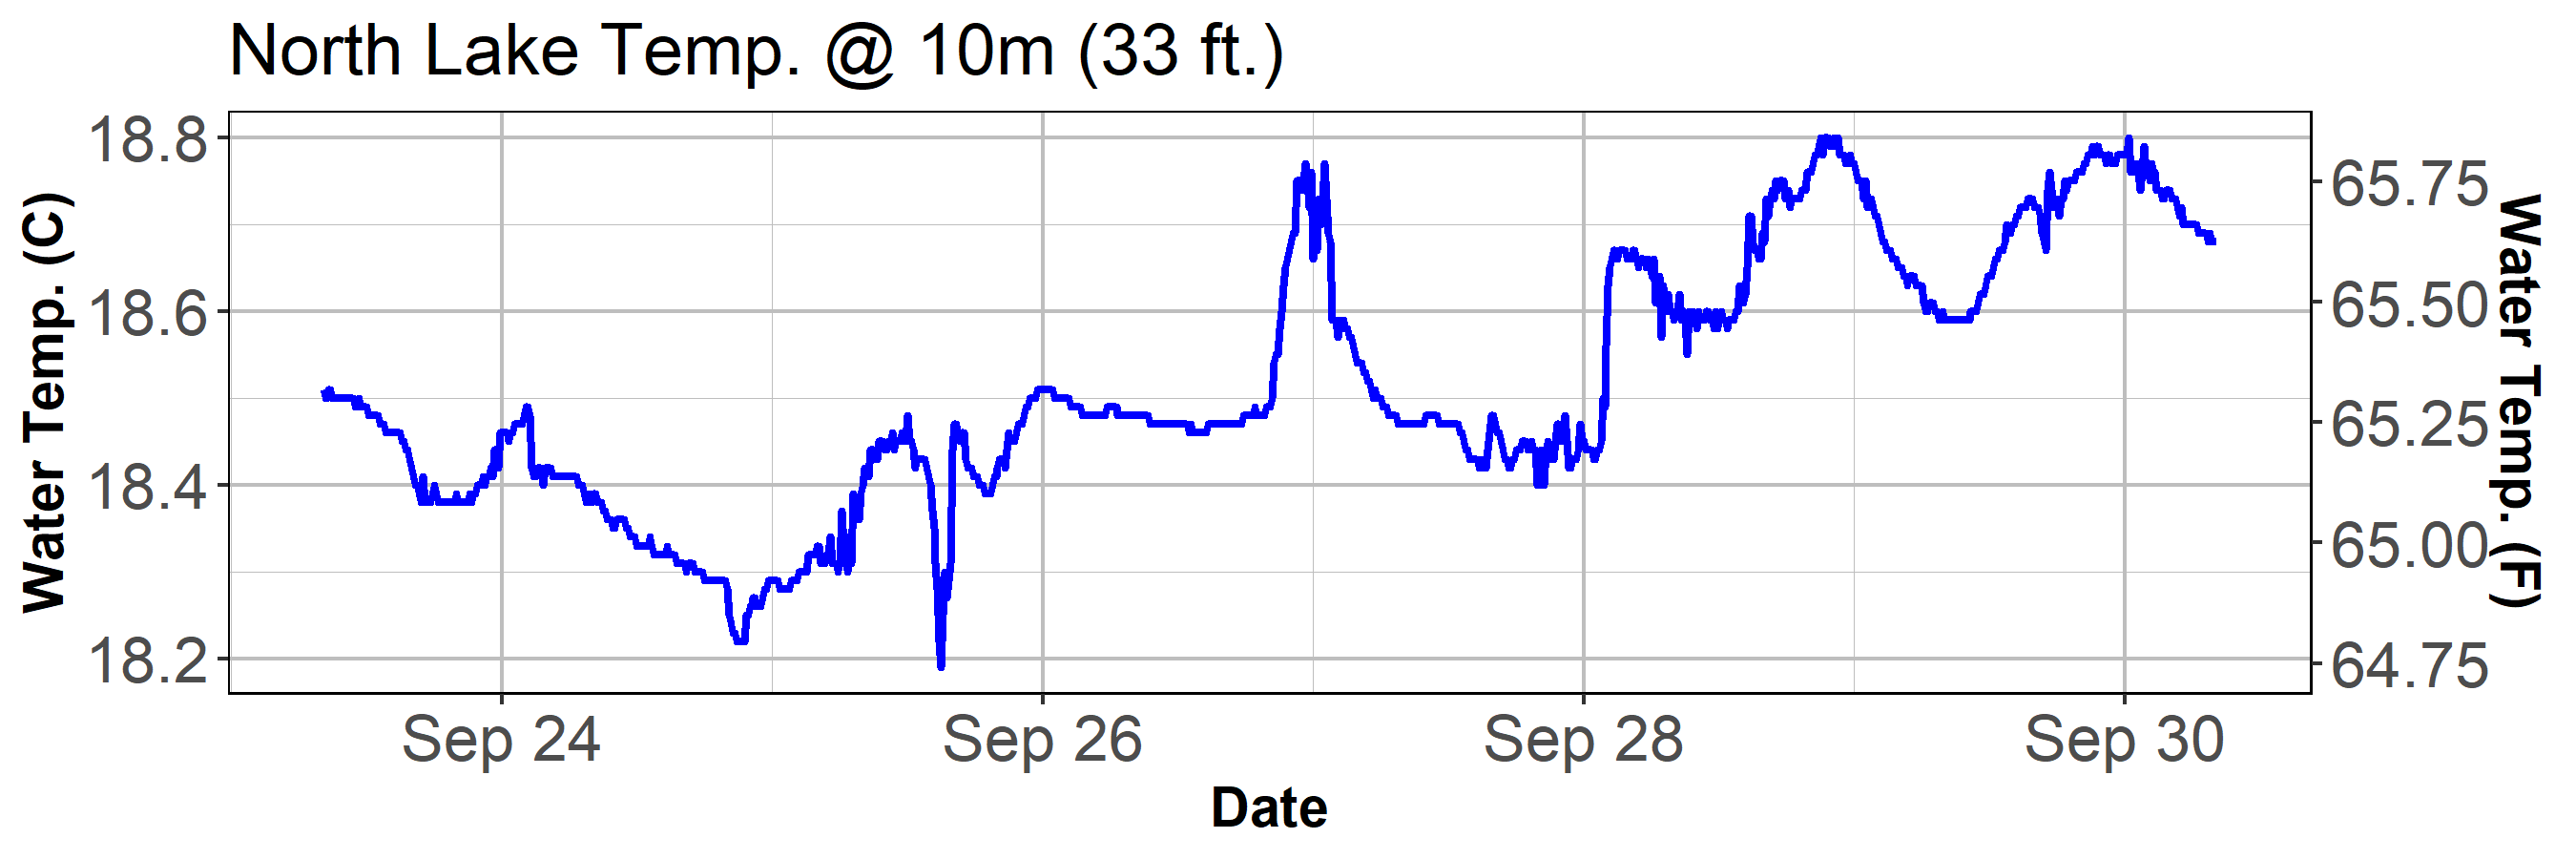 North Lake Temp. @ 10m (33 ft.)
Water Temp. (C)
18.8
18.6
18.4
18.2
65.75
65.50
65.25
65.00
64.75
Water Temp. (F)
Sep 24 Sep 26 Sep 28 Sep 30
Date